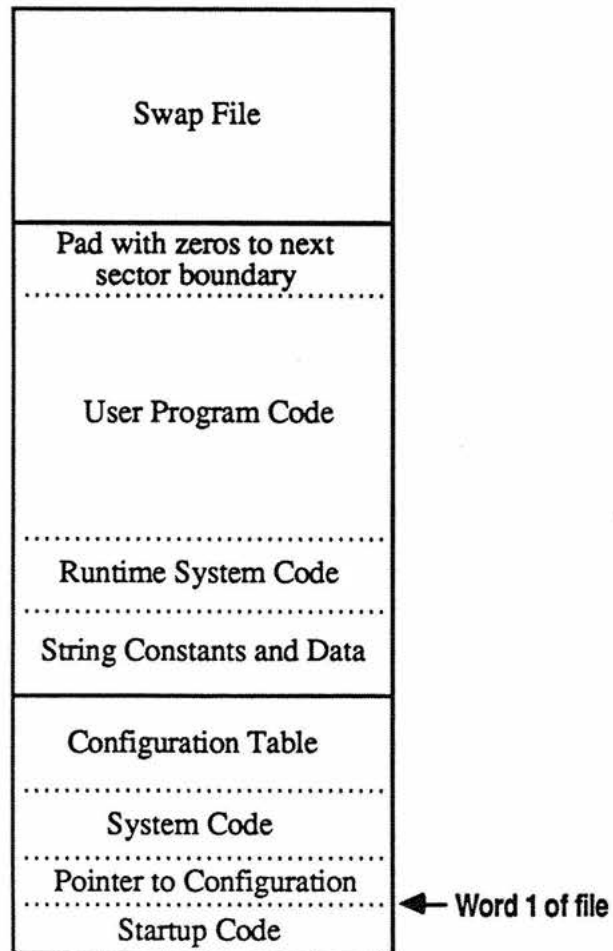 Swap File
Pad with zeros to next
sector boundary
User Program Code
Runtime System Code
String Constants and Data
Configuration Table
System Code
Pointer to Configuration
Word 1 of file
Startup Code